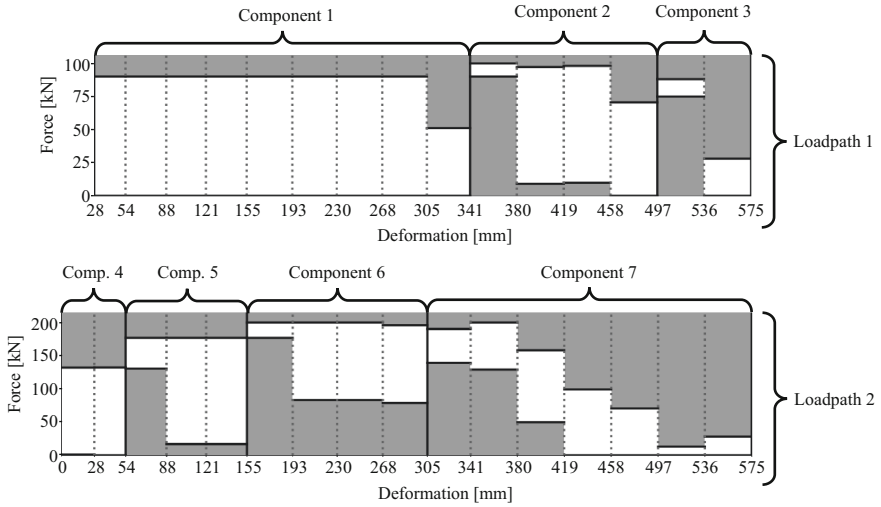 Component 1 Component 2 Component 3
100
75
50
25
0
Force [kN]
28 54 88 121 155 193 230 268 305 341 380 419 458 497 536 575
Deformation [mm]
Loadpath 1
Comp. 4 Comp. 5 Component 6 Component 7
200
150
100
50
0
Force [kN]
0 28 54 88 121 155 193 230 268 305 341 380 419 458 497 536 575
Deformation [mm]
Loadpath 2